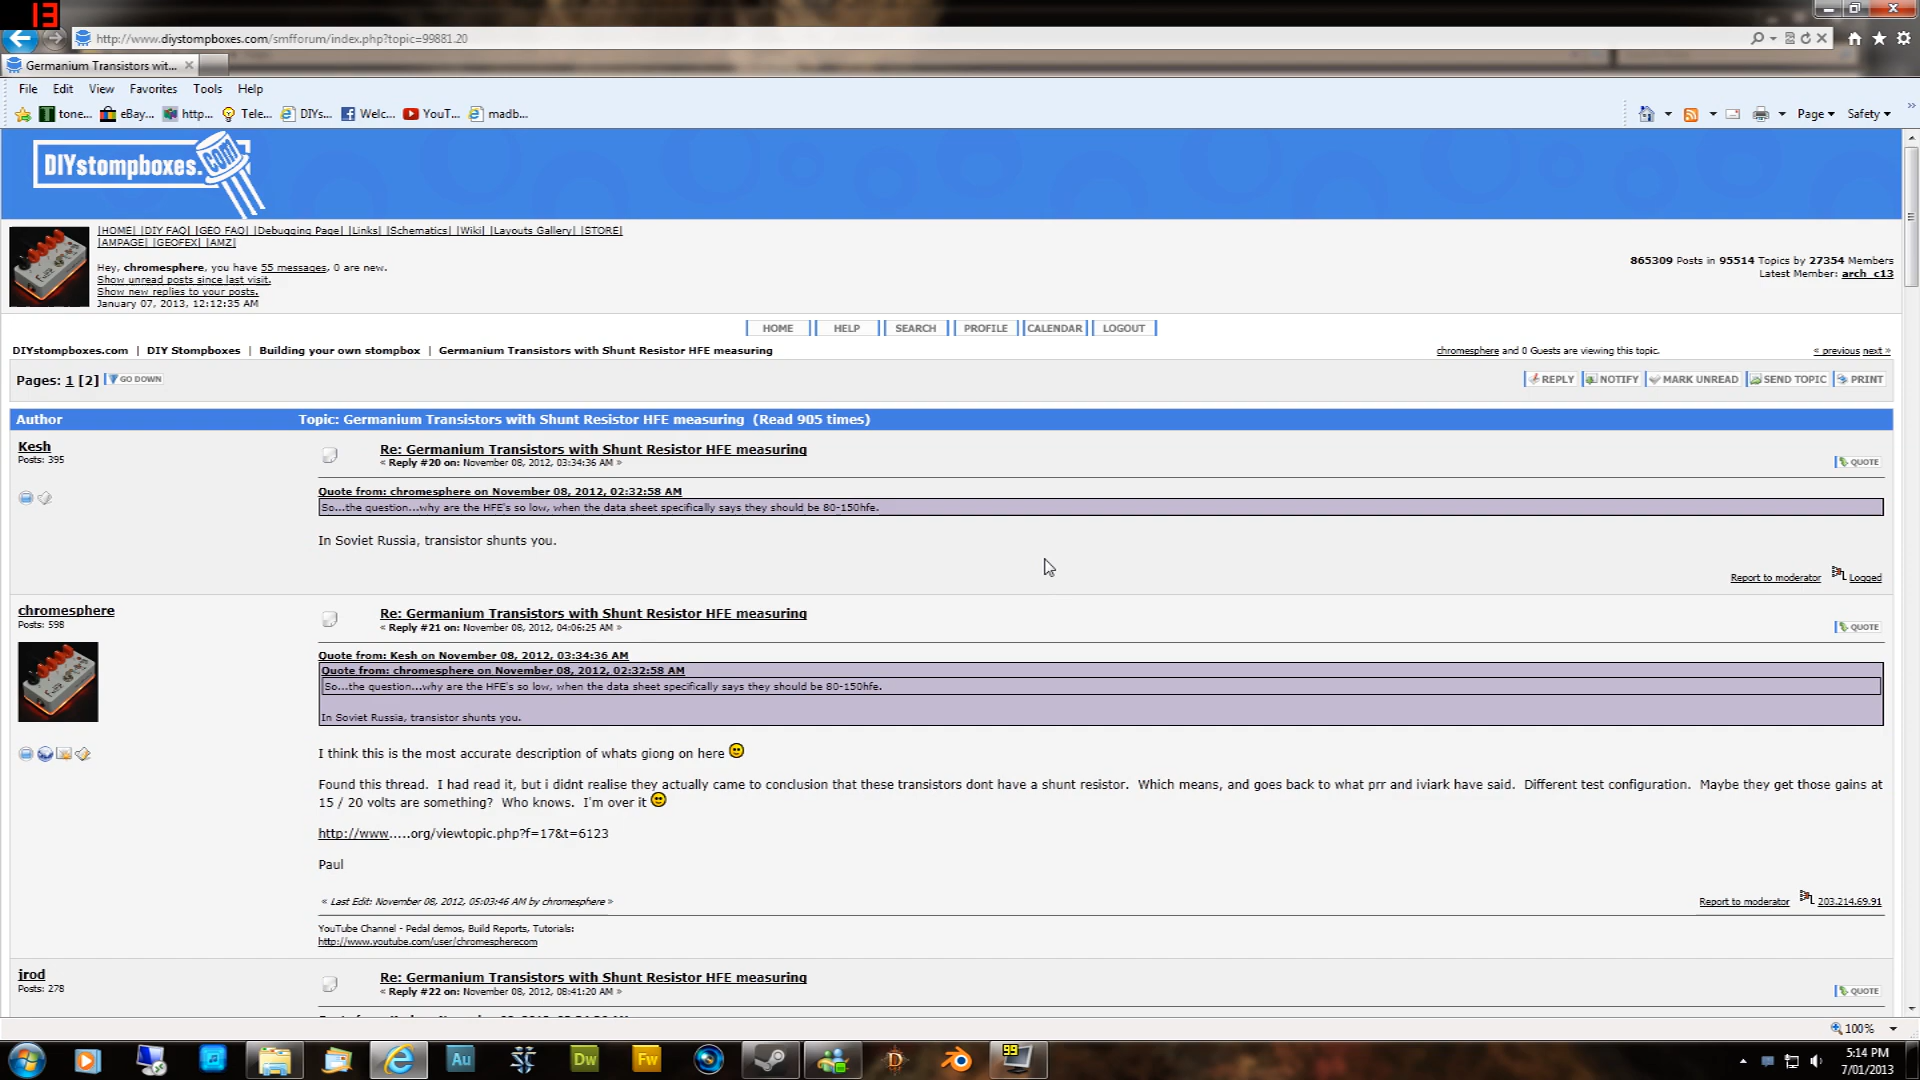 13
http://www.diystompboxes.com/smfforum/index.php?topic=99881.20
Germanium Transistors wit...
File Edit View Favorites Tools Help
tone... eBay... http... Tele... DIYs... Welc... YouT... madb...
Page Safety
DIYstompboxes.com
|HOME| |DIY FAQ| |GEO FAQ| |Debugging Page| |Links| |Schematics| |Wiki| |Layouts Gallery| |STORE|
|AMPAGE| |GEOFEX| |AMZ|
Hey, chromesphere, you have 55 messages, 0 are new.
Show unread posts since last visit.
Show new replies to your posts.
January 07, 2013, 12:12:35 AM
865309 Posts in 95514 Topics by 27354 Members
Latest Member: arch_c13
HOME HELP SEARCH PROFILE CALENDAR LOGOUT
DIYstompboxes.com | DIY Stompboxes | Building your own stompbox | Germanium Transistors with Shunt Resistor HFE measuring
chromesphere and 0 Guests are viewing this topic.
« previous next »
Pages: 1 [2] GO DOWN
REPLY NOTIFY MARK UNREAD SEND TOPIC PRINT
Author Topic: Germanium Transistors with Shunt Resistor HFE measuring (Read 905 times)
Kesh
Posts: 395
Re: Germanium Transistors with Shunt Resistor HFE measuring
« Reply #20 on: November 08, 2012, 03:34:36 AM »
QUOTE
Quote from: chromesphere on November 08, 2012, 02:32:58 AM
So...the question...why are the HFE's so low, when the data sheet specifically says they should be 80-150hfe.
In Soviet Russia, transistor shunts you.
Report to moderator Logged
chromesphere
Posts: 598
Re: Germanium Transistors with Shunt Resistor HFE measuring
« Reply #21 on: November 08, 2012, 04:06:25 AM »
QUOTE
Quote from: Kesh on November 08, 2012, 03:34:36 AM
Quote from: chromesphere on November 08, 2012, 02:32:58 AM
So...the question...why are the HFE's so low, when the data sheet specifically says they should be 80-150hfe.
In Soviet Russia, transistor shunts you.
I think this is the most accurate description of whats giong on here
Found this thread. I had read it, but i didnt realise they actually came to conclusion that these transistors dont have a shunt resistor. Which means, and goes back to what prr and iviark have said. Different test configuration. Maybe they get those gains at
15 / 20 volts are something? Who knows. I'm over it
http://www.....org/viewtopic.php?f=17&t=6123
Paul
« Last Edit: November 08, 2012, 05:03:46 AM by chromesphere »
Report to moderator 203.214.69.91
YouTube Channel - Pedal demos, Build Reports, Tutorials:
http://www.youtube.com/user/chromespherecom
jrod
Posts: 278
Re: Germanium Transistors with Shunt Resistor HFE measuring
« Reply #22 on: November 08, 2012, 08:41:20 AM »
QUOTE
100%
Au Dw Fw 99
5:14 PM
7/01/2013